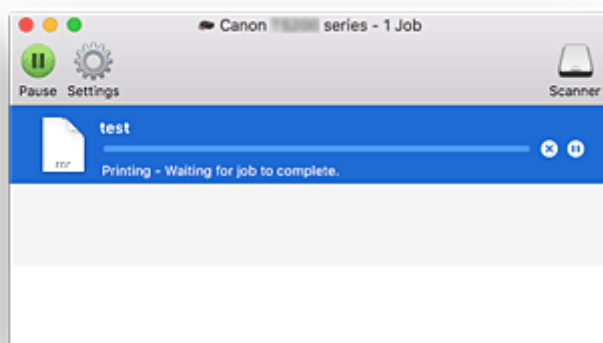 Canon series - 1 Job
Pause Settings Scanner
test
Printing - Waiting for job to complete.